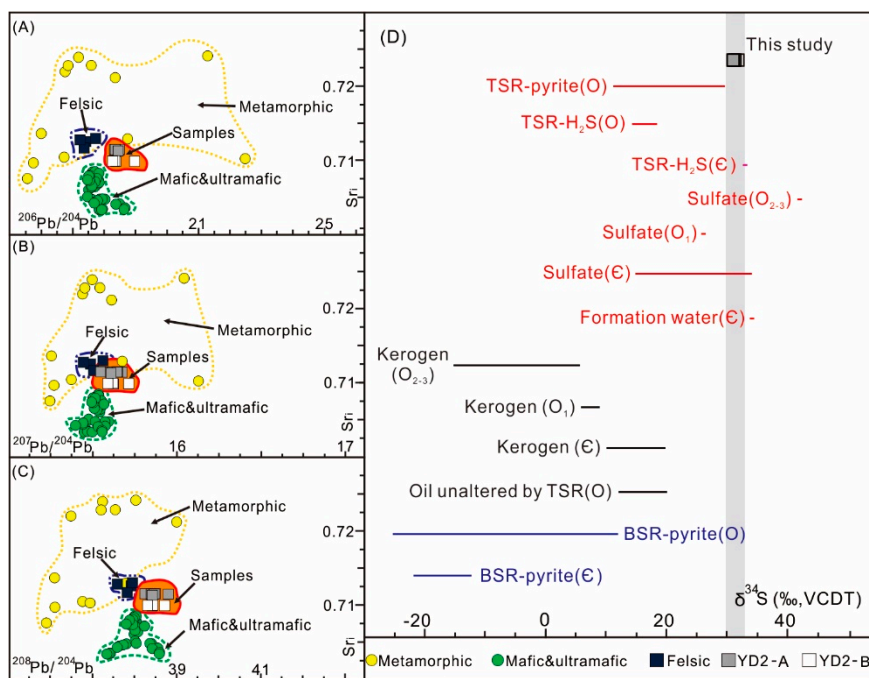 (A)
Felsic
Metamorphic
Samples
Mafic&ultramafic
0.72
0.71
Sri
²⁰⁶Pb/²⁰⁴Pb
21
25
(B)
Metamorphic
Felsic
Samples
Mafic&ultramafic
0.72
0.71
Sri
²⁰⁷Pb/²⁰⁴Pb
16
17
(C)
Metamorphic
Felsic
Samples
Mafic&ultramafic
0.72
0.71
Sri
²⁰⁸Pb/²⁰⁴Pb
39
41
(D)
This study
TSR-pyrite(O)
TSR-H₂S(O)
TSR-H₂S(Є)
Sulfate(O₂₋₃)
Sulfate(O₁)
Sulfate(Є)
Formation water(Є)
Kerogen
(O₂₋₃)
Kerogen (O₁)
Kerogen (Є)
Oil unaltered by TSR(O)
BSR-pyrite(O)
BSR-pyrite(Є)
δ³⁴S (‰,VCDT)
-20 0 20 40
Metamorphic Mafic&ultramafic Felsic YD2-A YD2-B